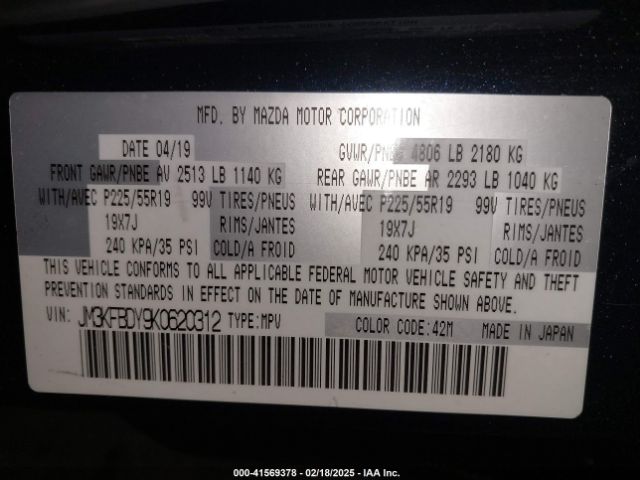 MFD. BY MAZDA MOTOR CORPORATION
DATE 04/19 GVWR/PNBE 4806 LB 2180 KG
FRONT GAWR/PNBE AV 2513 LB 1140 KG REAR GAWR/PNBE AR 2293 LB 1040 KG
WITH/AVEC P225/55R19 99V TIRES/PNEUS WITH/AVEC P225/55R19 99V TIRES/PNEUS
19X7J RIMS/JANTES 19X7J RIMS/JANTES
240 KPA/35 PSI COLD/A FROID 240 KPA/35 PSI COLD/A FROID
THIS VEHICLE CONFORMS TO ALL APPLICABLE FEDERAL MOTOR VEHICLE SAFETY AND THEFT
PREVENTION STANDARDS IN EFFECT ON THE DATE OF MANUFACTURE SHOWN ABOVE.
VIN: JM3KFBDY9K0620312 TYPE:MPV COLOR CODE:42M MADE IN JAPAN
000-41569378 - 02/18/2025 - IAA Inc.